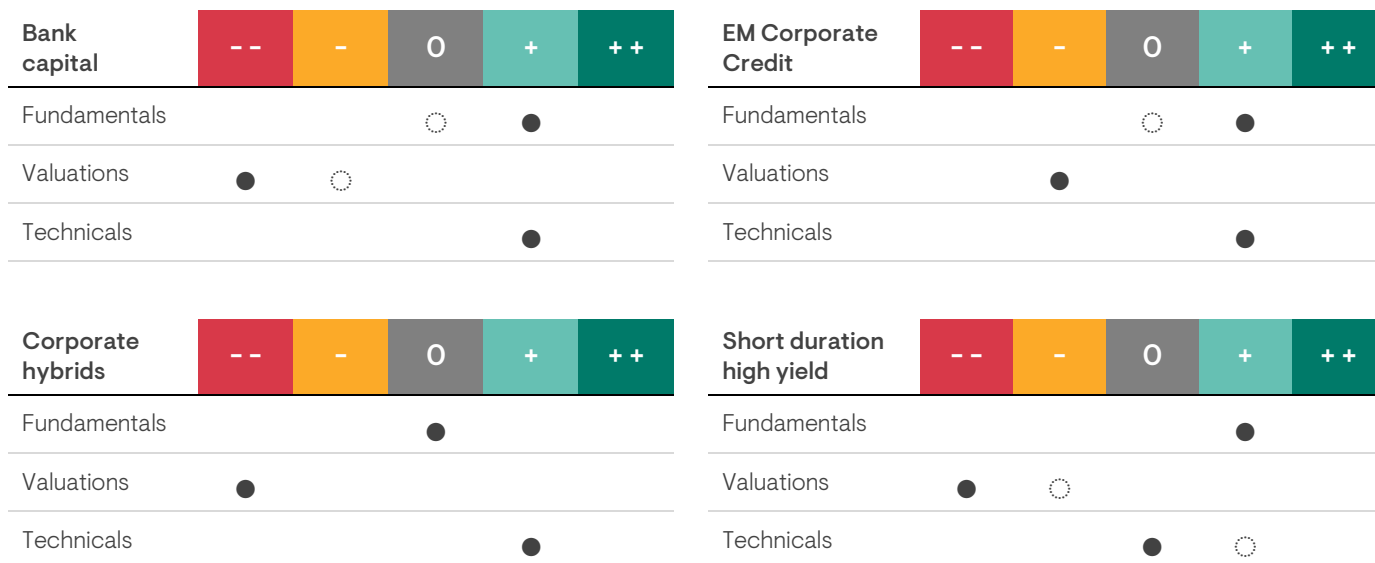 Bank
capital
-- - 0 + ++
Fundamentals
Valuations
Technicals
EM Corporate
Credit
-- - 0 + ++
Fundamentals
Valuations
Technicals
Corporate
hybrids
-- - 0 + ++
Fundamentals
Valuations
Technicals
Short duration
high yield
-- - 0 + ++
Fundamentals
Valuations
Technicals